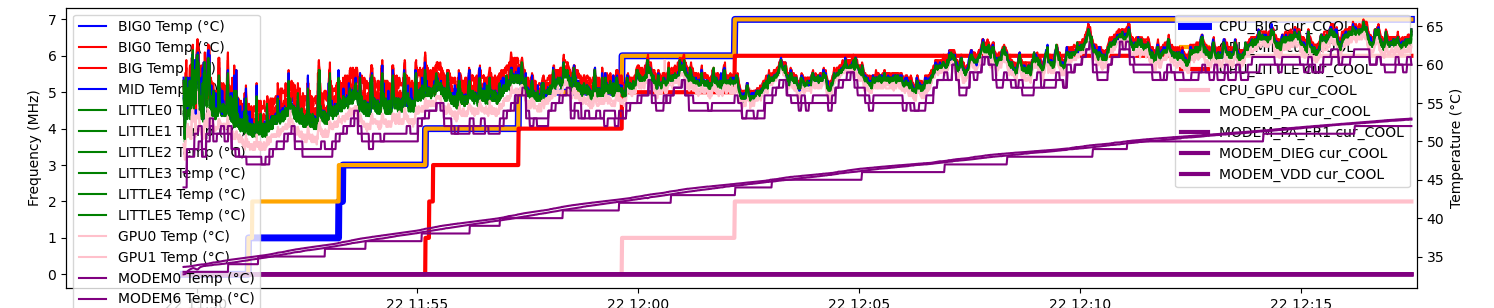 Frequency (MHz)
7
6
5
4
3
2
1
0
BIG0 Temp (°C)
BIG0 Temp (°C)
BIG Temp (°C)
MID Temp
LITTLE0
LITTLE1 Temp (°C)
LITTLE2 Temp (°C)
LITTLE3 Temp (°C)
LITTLE4 Temp (°C)
LITTLE5 Temp (°C)
GPU0 Temp (°C)
GPU1 Temp (°C)
MODEM0 Temp (°C)
MODEM6 Temp (°C)
CPU_BIG cur_COOL
cur_COOL
CPU_GPU cur_COOL
MODEM_PA cur_COOL
MODEM_PA_FR1 cur_COOL
MODEM_DIEG cur_COOL
MODEM_VDD cur_COOL
65
60
55
50
45
40
35
Temperature (°C)
22 11:55
22 12:00
22 12:05
22 12:10
22 12:15